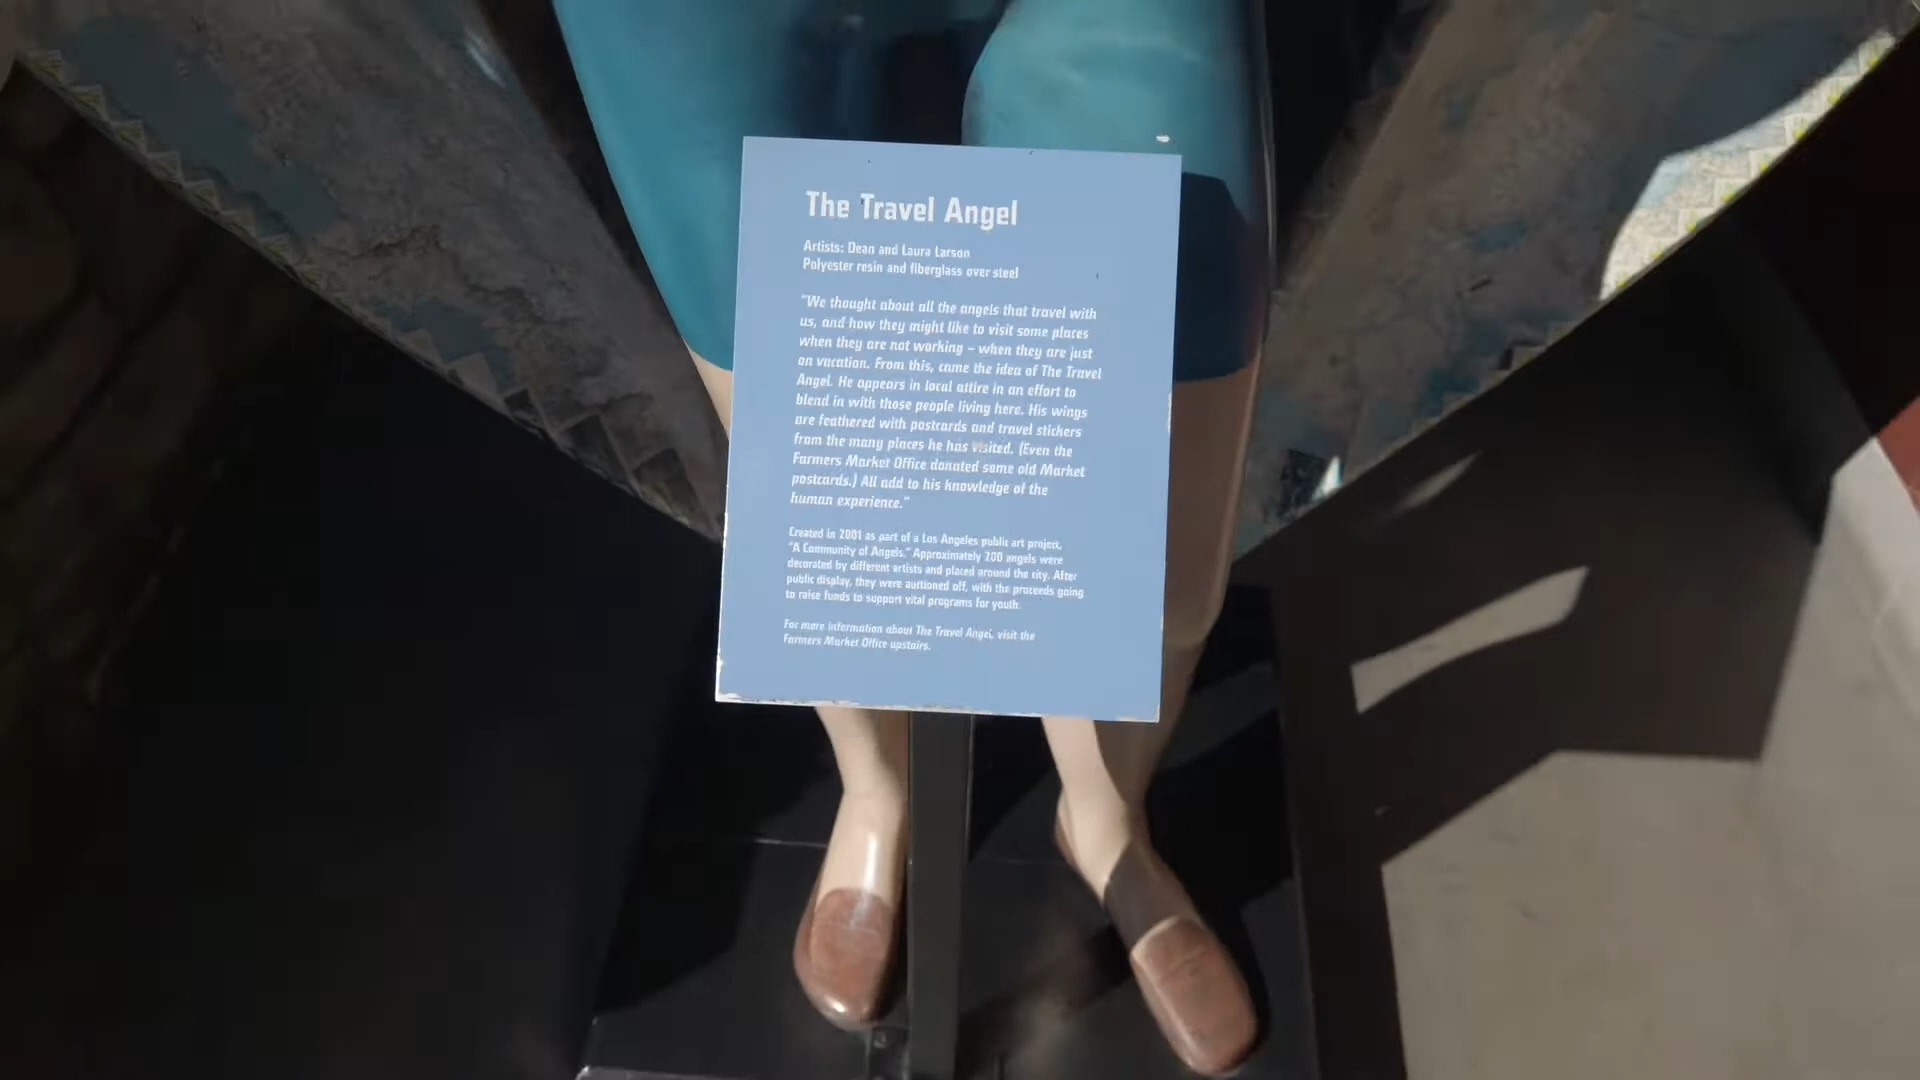 The Travel Angel
Artists: Dean and Laura Larson
Polyester resin and fiberglass over steel
"We thought about all the angels that travel with
us, and how they might like to visit some places
when they are not working – when they are just
on vacation. From this, came the idea of The Travel
Angel. He appears in local attire in an effort to
blend in with those people living here. His wings
are feathered with postcards and travel stickers
from the many places he has visited. (Even the
Farmers Market Office donated some old Market
postcards.) All add to his knowledge of the
human experience."
Created in 2001 as part of a Los Angeles public art project,
"A Community of Angels." Approximately 200 angels were
decorated by different artists and placed around the city. After
public display, they were auctioned off, with the proceeds going
to raise funds to support vital programs for youth.
For more information about The Travel Angel, visit the
Farmers Market Office upstairs.